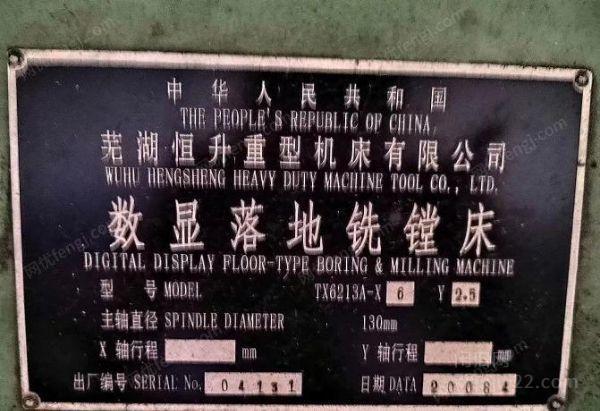 中华人民共和国
THE PEOPLE'S REPUBLIC OF CHINA.
芜湖恒升重型机床有限公司
WUHU HENGSHENG HEAVY DUTY MACHINE TOOL CO., LTD.
数显落地铣镗床
DIGITAL DISPLAY FLOOR-TYPE BORING & MILLING MACHINE
型 号 MODEL TX6213A-X 6 Y 2.5
主轴直径 SPINDLE DIAMETER 130mm
X 轴行程 mm Y 轴行程 mm
出厂编号 SERIAL No. 04131 日期 DATA 20084